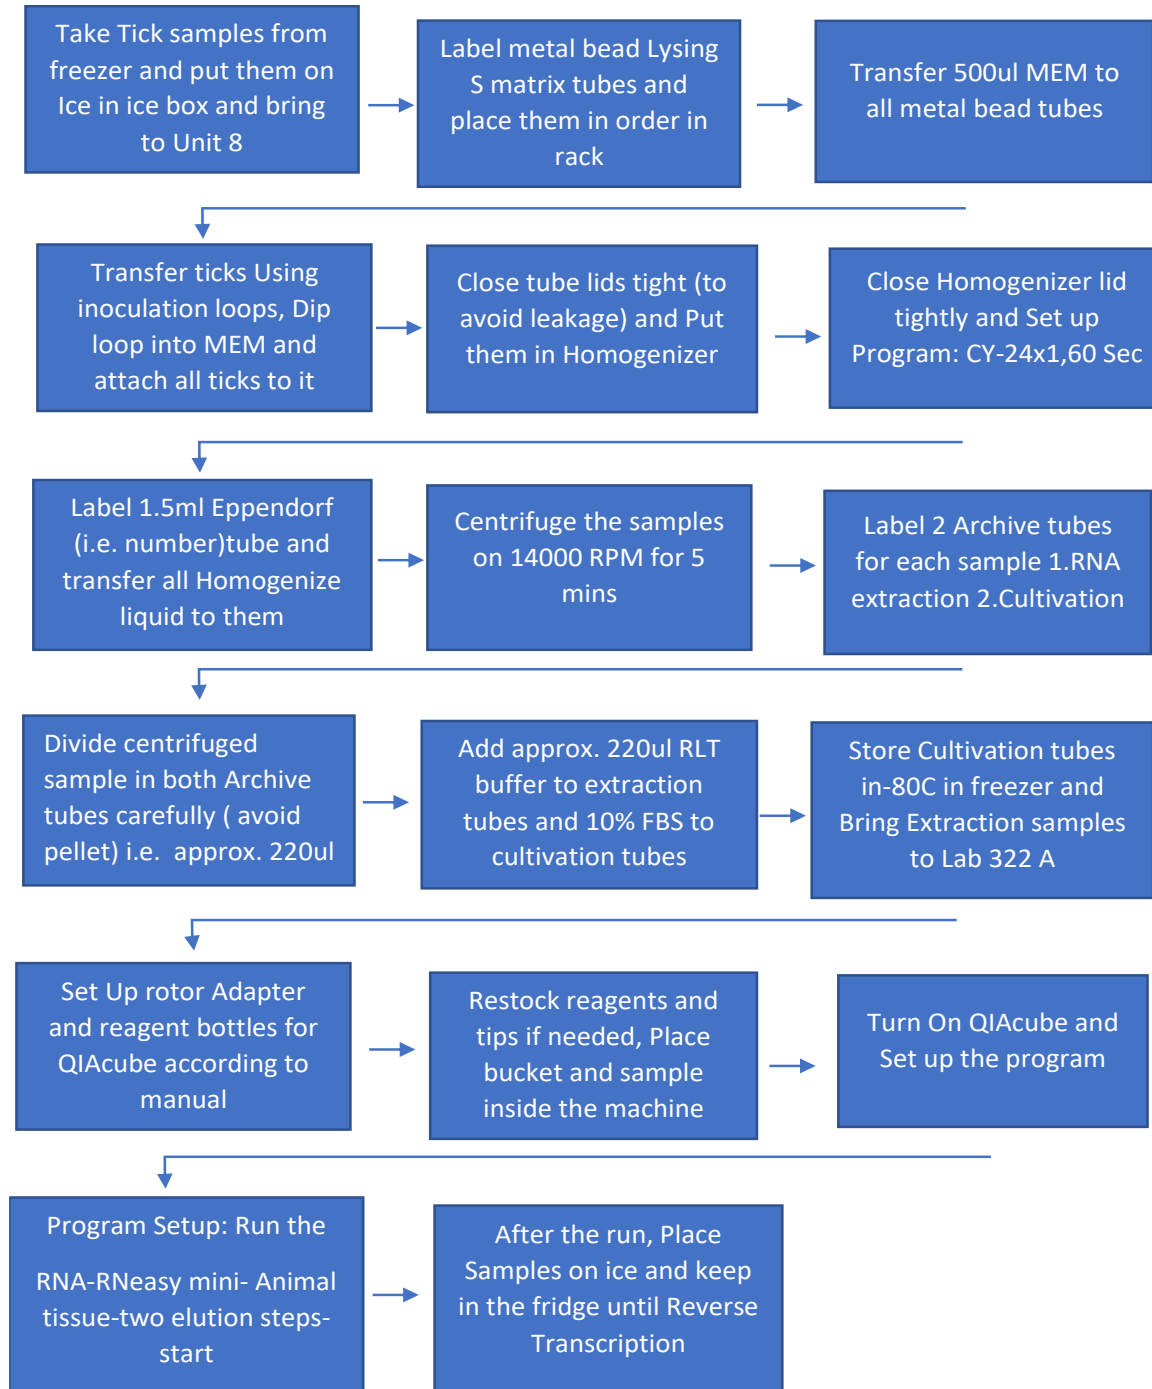 Take Tick samples from
freezer and put them on
Ice in ice box and bring
to Unit 8
Label metal bead Lysing
S matrix tubes and
place them in order in
rack
Transfer 500ul MEM to
all metal bead tubes
Transfer ticks Using
inoculation loops, Dip
loop into MEM and
attach all ticks to it
Close tube lids tight (to
avoid leakage) and Put
them in Homogenizer
Close Homogenizer lid
tightly and Set up
Program: CY-24x1,60 Sec
Label 1.5ml Eppendorf
(i.e. number)tube and
transfer all Homogenize
liquid to them
Centrifuge the samples
on 14000 RPM for 5
mins
Label 2 Archive tubes
for each sample 1.RNA
extraction 2.Cultivation
Divide centrifuged
sample in both Archive
tubes carefully ( avoid
pellet) i.e. approx. 220ul
Add approx. 220ul RLT
buffer to extraction
tubes and 10% FBS to
cultivation tubes
Store Cultivation tubes
in-80C in freezer and
Bring Extraction samples
to Lab 322 A
Set Up rotor Adapter
and reagent bottles for
QIAcube according to
manual
Restock reagents and
tips if needed, Place
bucket and sample
inside the machine
Turn On QIAcube and
Set up the program
Program Setup: Run the
RNA-RNeasy mini- Animal
tissue-two elution steps-
start
After the run, Place
Samples on ice and keep
in the fridge until Reverse
Transcription